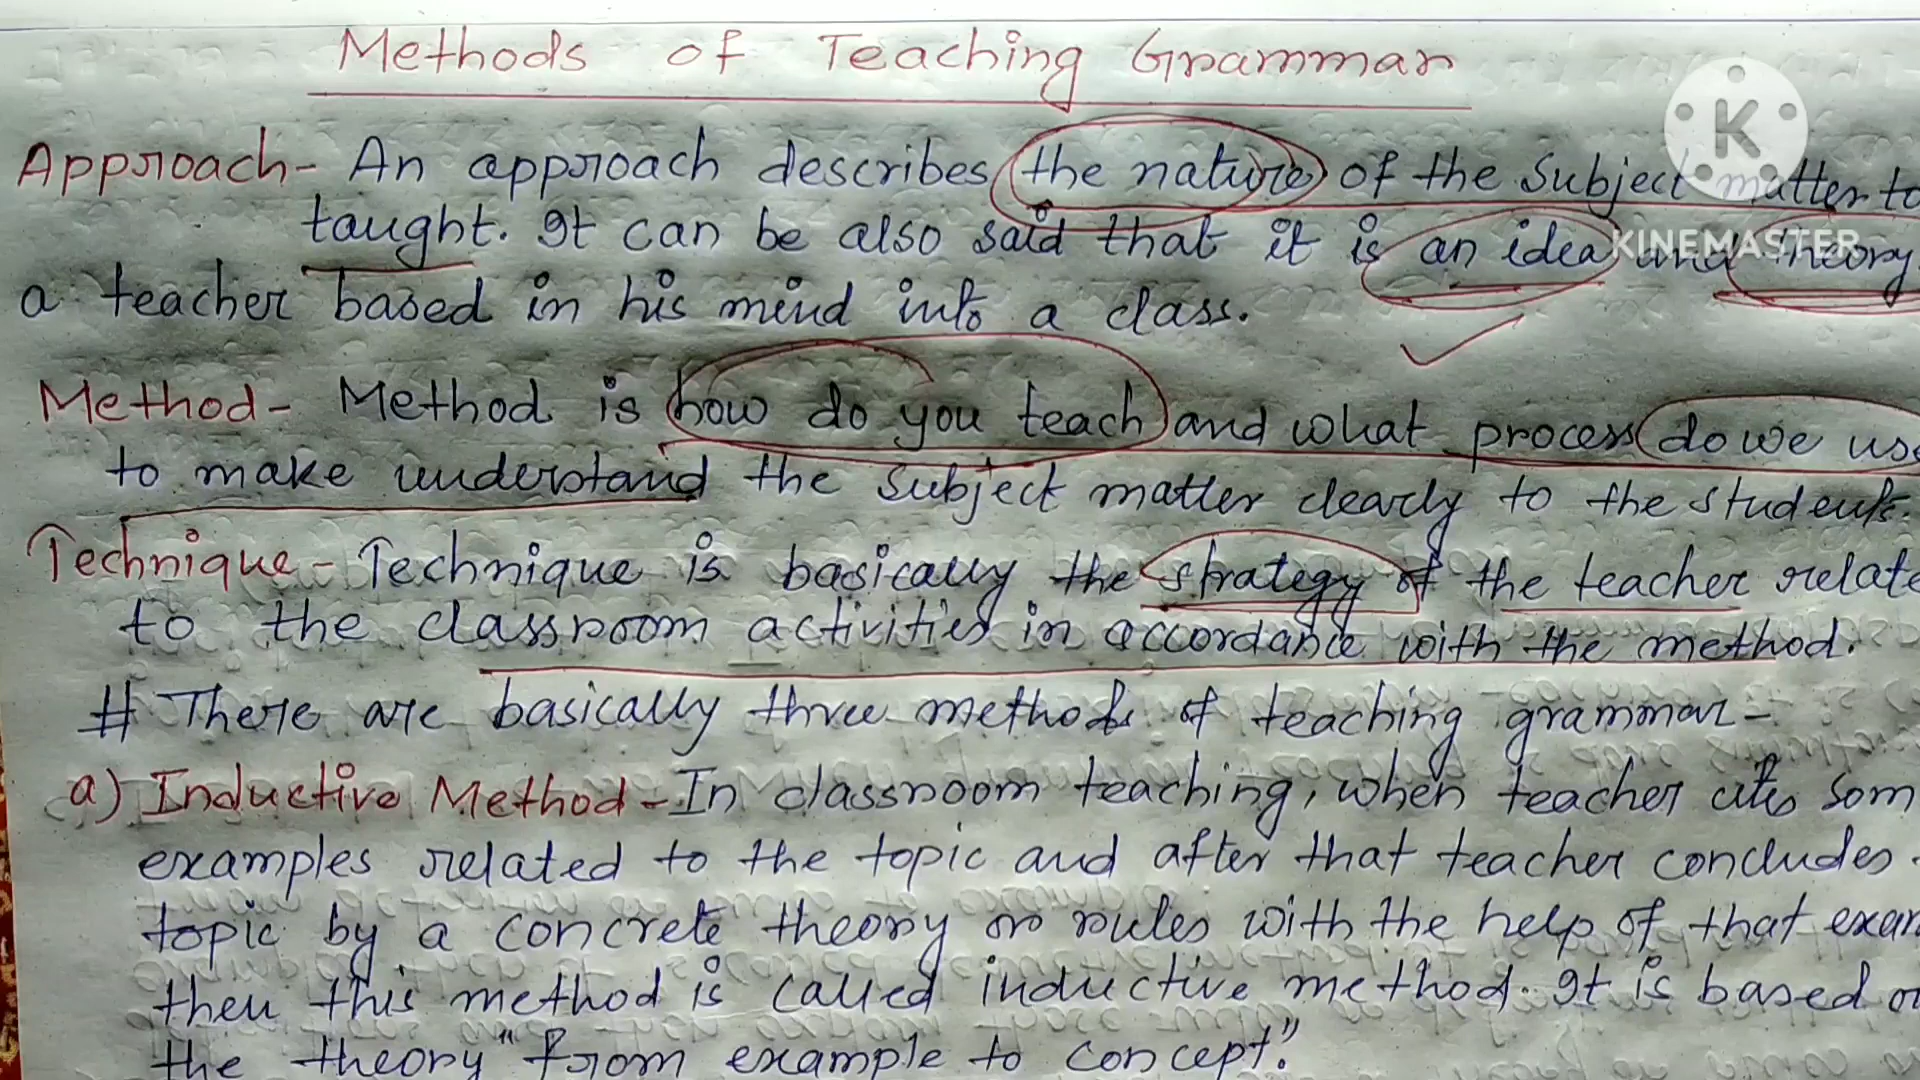 Methods of Teaching Grammar
Approach- An approach describes the nature of the Subject matter to
taught. It can be also said that it is an idea and theory
a teacher based in his mind into a class.
Method- Method is how do you teach and what process do we use
to make understand the Subject matter clearly to the students.
Technique- Technique is basically the strategy of the teacher relate
to the classroom activities in accordance with the method.
# There are basically three methods of teaching grammar-
a) Inductive Method- In classroom teaching, when teacher cites som
examples related to the topic and after that teacher concludes
topic by a concrete theory or rules with the help of that exam
then this method is called inductive method. It is based on
the theory "from example to concept."
K
KINEMASTER